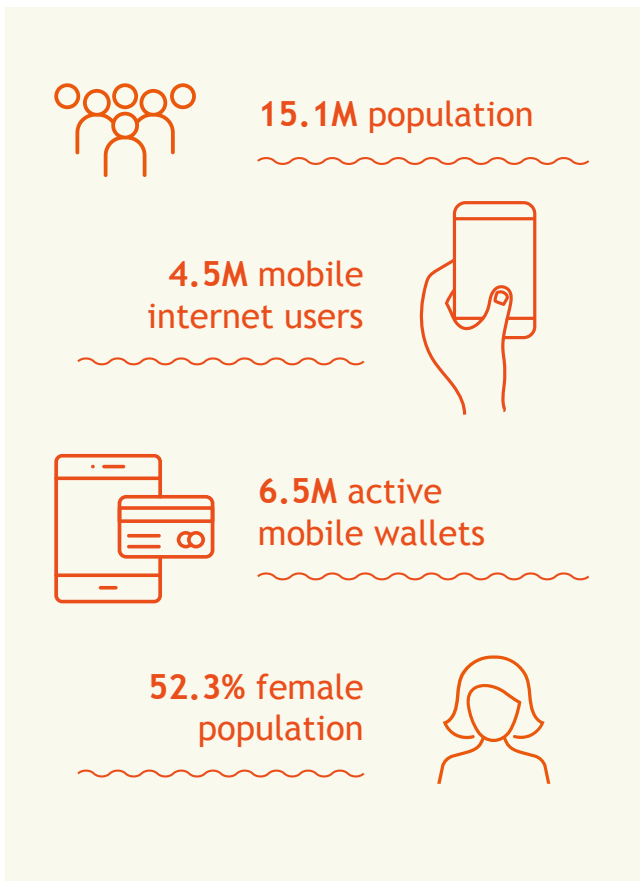 15.1M population
4.5M mobile
internet users
6.5M active
mobile wallets
52.3% female
population